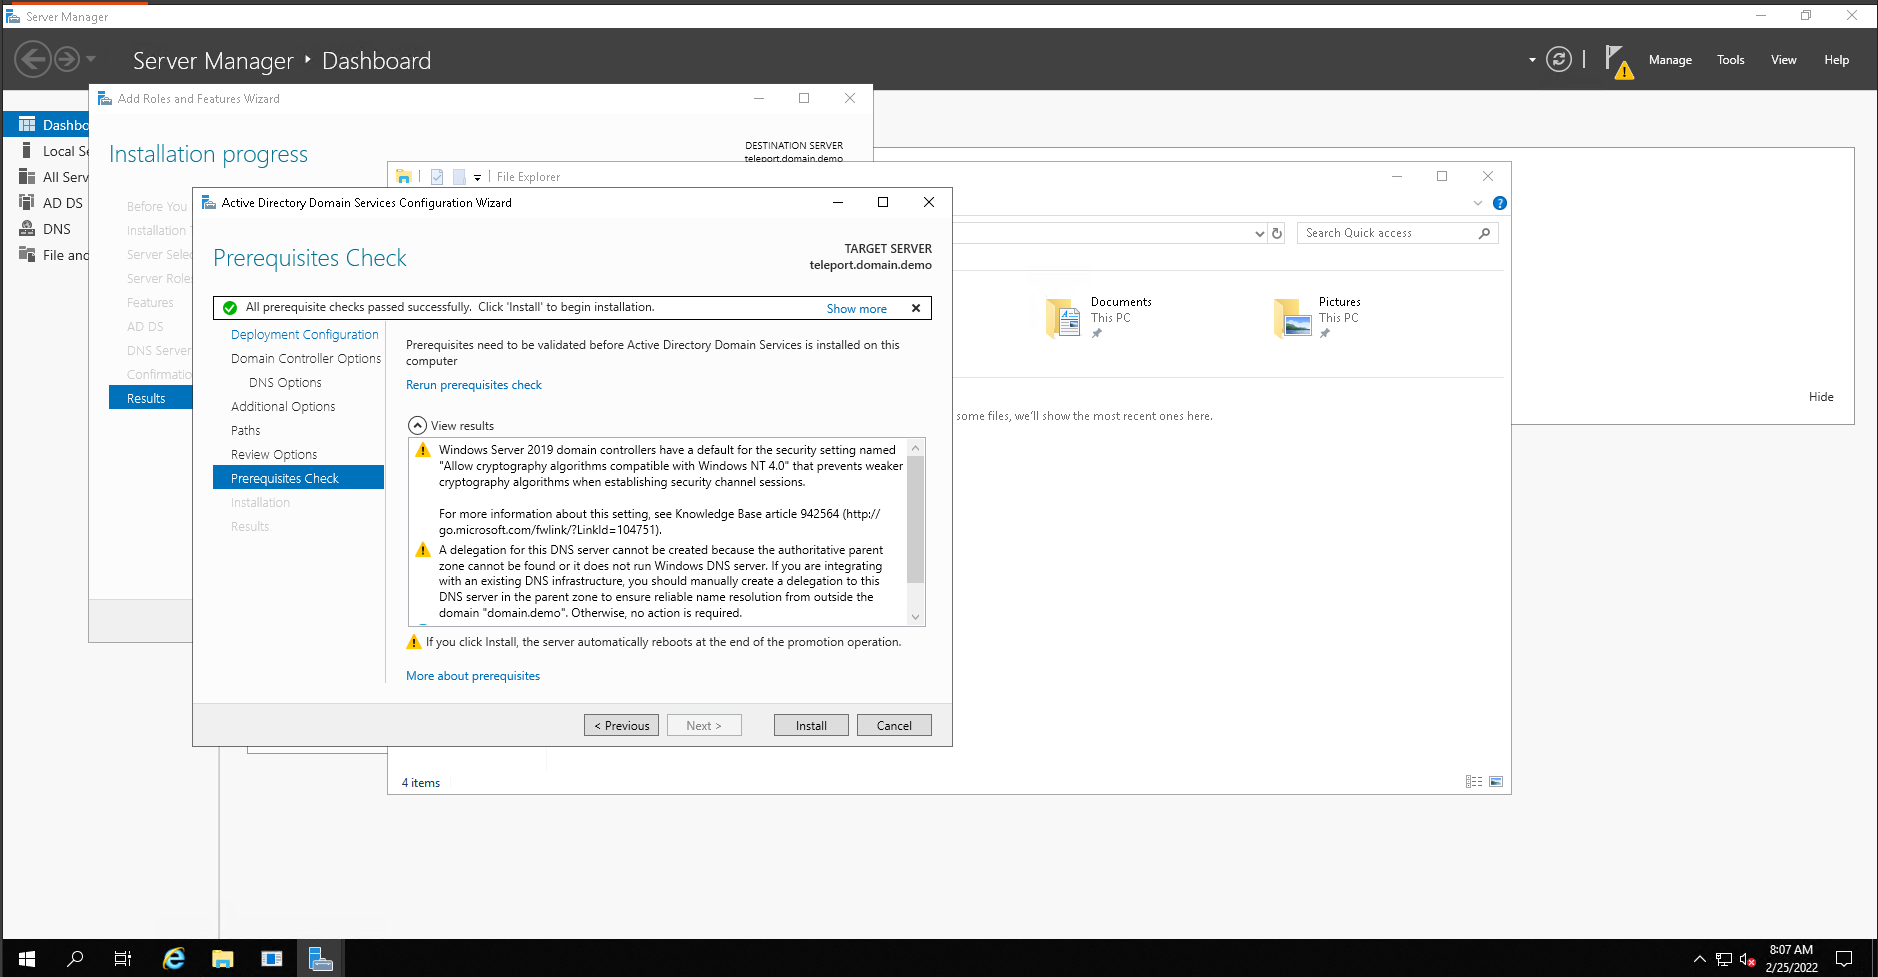 Server Manager
Server Manager ‣ Dashboard
Manage
Tools
View
Help
Add Roles and Features Wizard
Dashbo
Local Se
All Serv
AD DS
DNS
File and
Installation progress
DESTINATION SERVER
teleport.domain.demo
Before You
Installation
Server Selec
Server Role
Features
AD DS
DNS Server
Confirmatio
Results
File Explorer
Search Quick access
Documents
This PC
Pictures
This PC
some files, we'll show the most recent ones here.
4 items
Hide
Active Directory Domain Services Configuration Wizard
Prerequisites Check
TARGET SERVER
teleport.domain.demo
All prerequisite checks passed successfully. Click 'Install' to begin installation.
Show more
Deployment Configuration
Domain Controller Options
DNS Options
Additional Options
Paths
Review Options
Prerequisites Check
Installation
Results
Prerequisites need to be validated before Active Directory Domain Services is installed on this
computer
Rerun prerequisites check
View results
Windows Server 2019 domain controllers have a default for the security setting named
"Allow cryptography algorithms compatible with Windows NT 4.0" that prevents weaker
cryptography algorithms when establishing security channel sessions.
For more information about this setting, see Knowledge Base article 942564 (http://
go.microsoft.com/fwlink/?LinkId=104751).
A delegation for this DNS server cannot be created because the authoritative parent
zone cannot be found or it does not run Windows DNS server. If you are integrating
with an existing DNS infrastructure, you should manually create a delegation to this
DNS server in the parent zone to ensure reliable name resolution from outside the
domain "domain.demo". Otherwise, no action is required.
If you click Install, the server automatically reboots at the end of the promotion operation.
More about prerequisites
< Previous
Next >
Install
Cancel
8:07 AM
2/25/2022